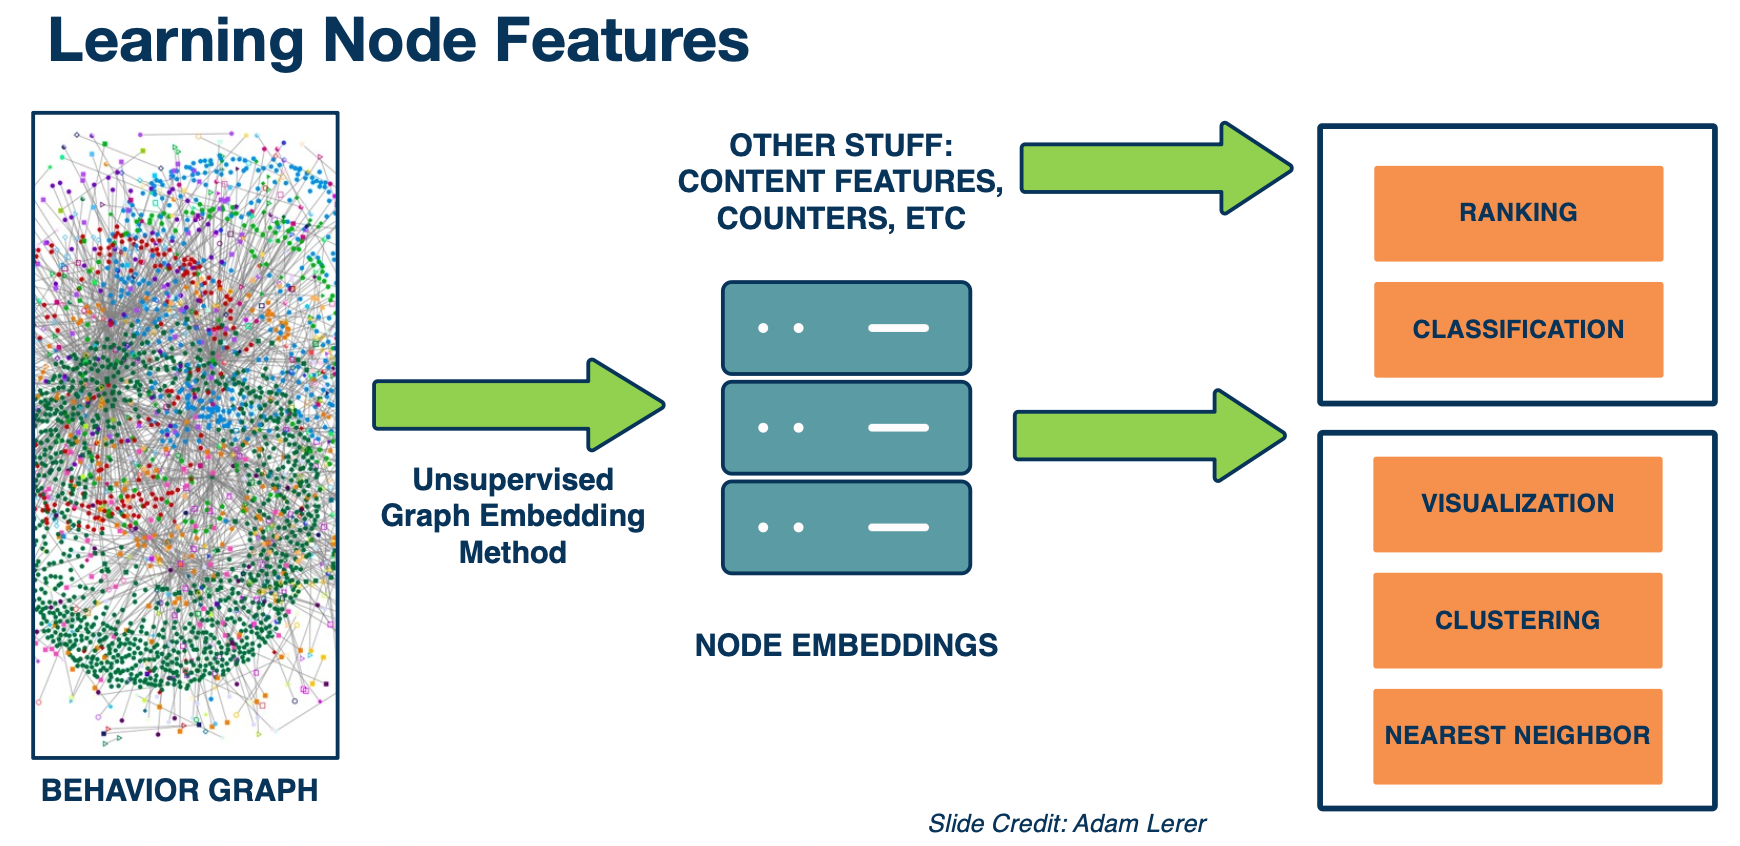 Learning Node Features
BEHAVIOR GRAPH
Unsupervised
Graph Embedding
Method
OTHER STUFF:
CONTENT FEATURES,
COUNTERS, ETC
NODE EMBEDDINGS
RANKING
CLASSIFICATION
VISUALIZATION
CLUSTERING
NEAREST NEIGHBOR
Slide Credit: Adam Lerer